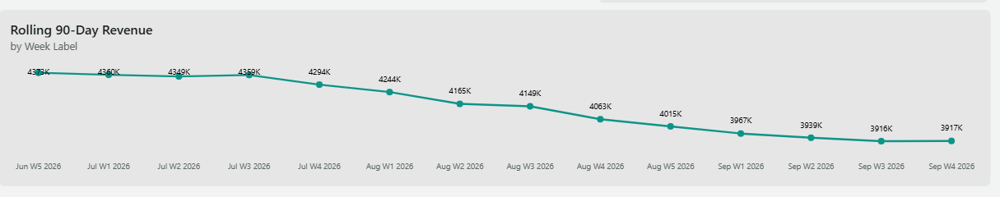 Rolling 90-Day Revenue
by Week Label
4373K 4360K 4349K 4359K 4294K 4244K 4165K 4149K 4063K 4015K 3967K 3939K 3916K 3917K
Jun W5 2026 Jul W1 2026 Jul W2 2026 Jul W3 2026 Jul W4 2026 Aug W1 2026 Aug W2 2026 Aug W3 2026 Aug W4 2026 Aug W5 2026 Sep W1 2026 Sep W2 2026 Sep W3 2026 Sep W4 2026